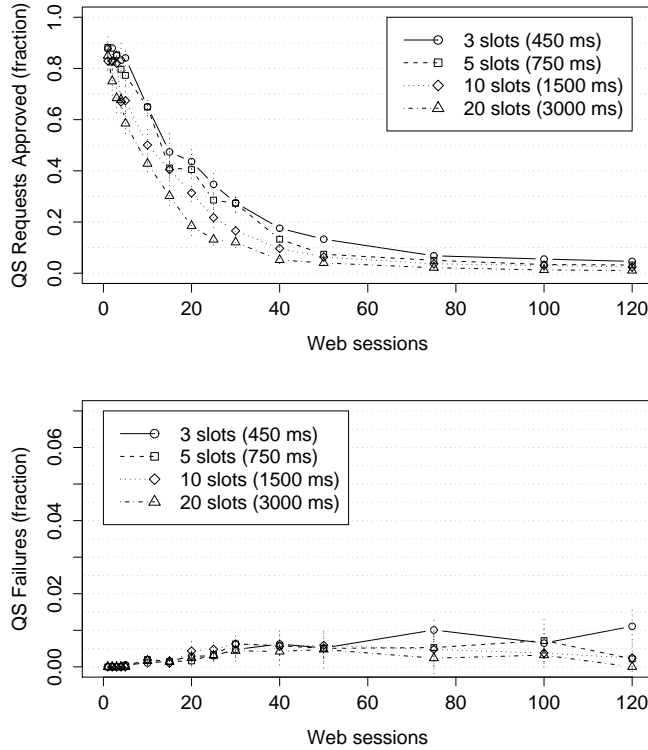 QS Requests Approved (fraction)
1.0
0.8
0.6
0.4
0.2
0.0
3 slots (450 ms)
5 slots (750 ms)
10 slots (1500 ms)
20 slots (3000 ms)
0 20 40 60 80 100 120
Web sessions
QS Failures (fraction)
0.06
0.04
0.02
0.00
3 slots (450 ms)
5 slots (750 ms)
10 slots (1500 ms)
20 slots (3000 ms)
0 20 40 60 80 100 120
Web sessions